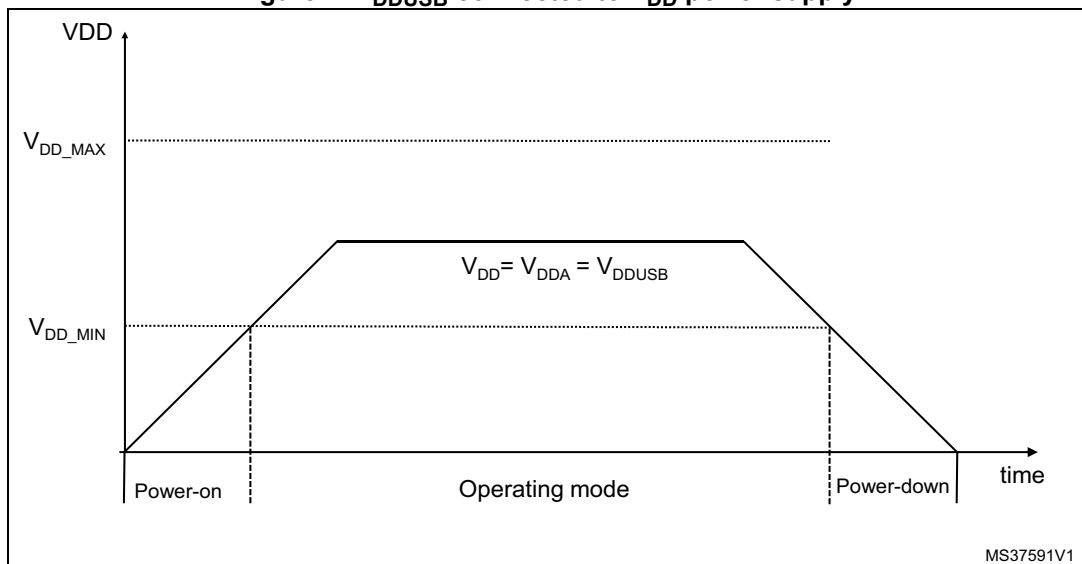 VDD
V_DD_MAX
V_DD= V_DDA = V_DDUSB
V_DD_MIN
Power-on
Operating mode
Power-down
time
MS37591V1